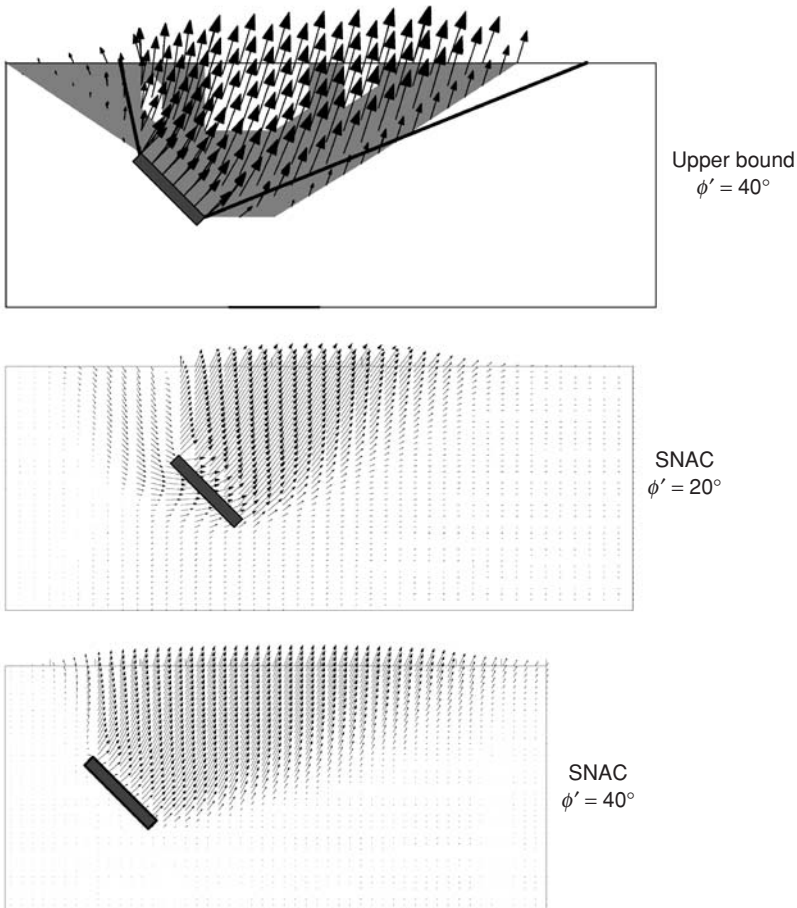 Upper bound
ϕ′ = 40°
SNAC
ϕ′ = 20°
SNAC
ϕ′ = 40°